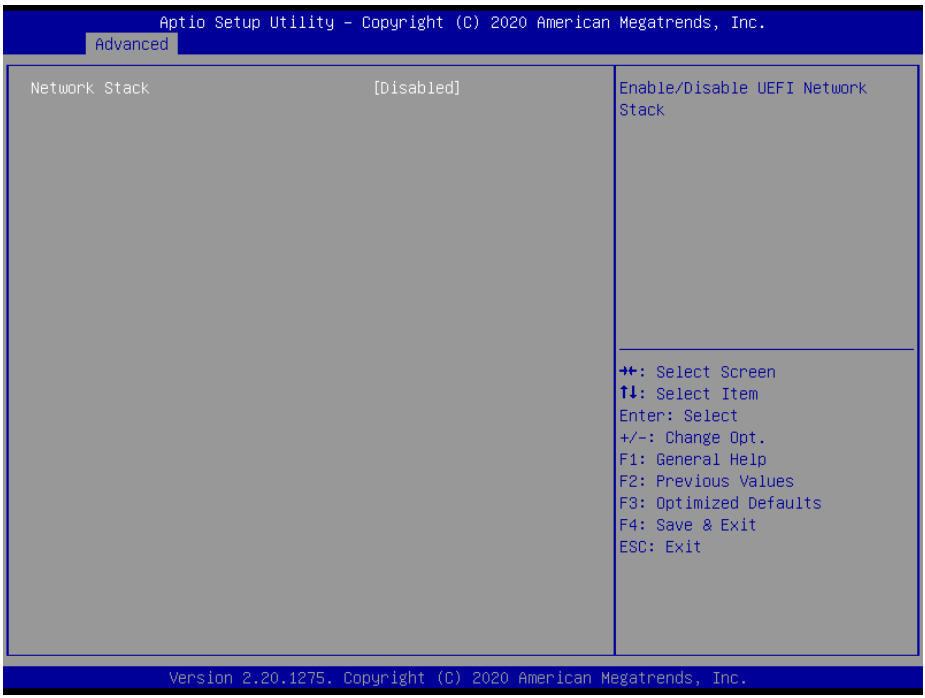 Aptio Setup Utility – Copyright (C) 2020 American Megatrends, Inc.
Advanced
Network Stack [Disabled]
Enable/Disable UEFI Network
Stack
→←: Select Screen
↑↓: Select Item
Enter: Select
+/-: Change Opt.
F1: General Help
F2: Previous Values
F3: Optimized Defaults
F4: Save & Exit
ESC: Exit
Version 2.20.1275. Copyright (C) 2020 American Megatrends, Inc.